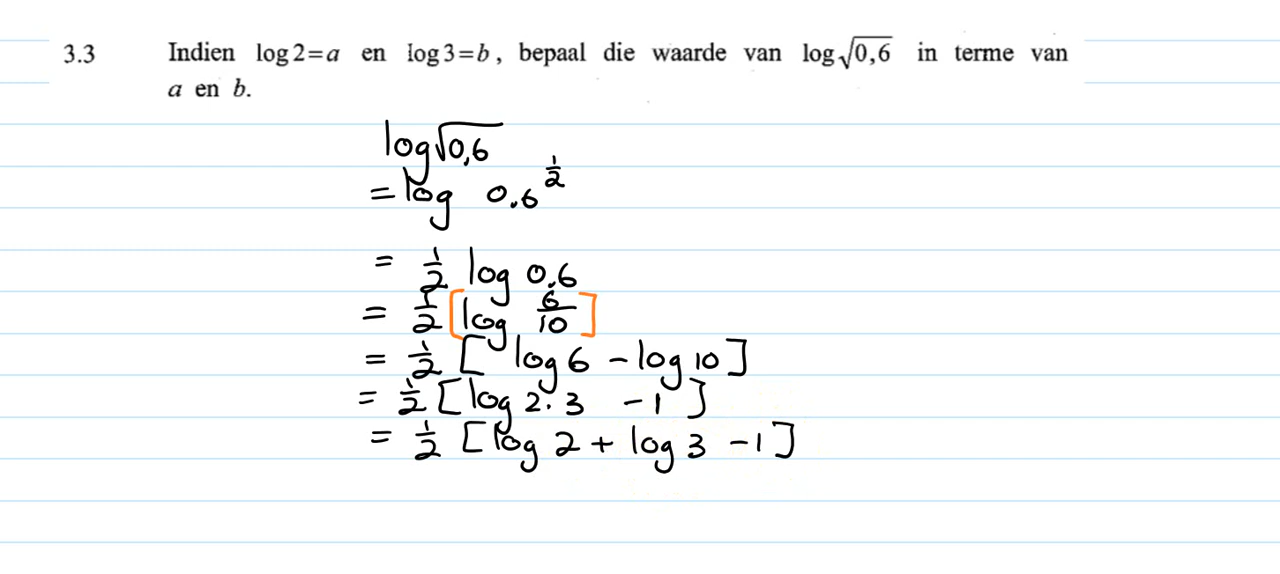 3.3 Indien log 2=a en log 3=b, bepaal die waarde van log √0,6 in terme van
a en b.
log √0,6
= log 0.6^½
= ½ log 0.6
= ½ [log 6/10]
= ½ [log 6 - log 10]
= ½ [log 2.3 - 1]
= ½ [log 2 + log 3 - 1]